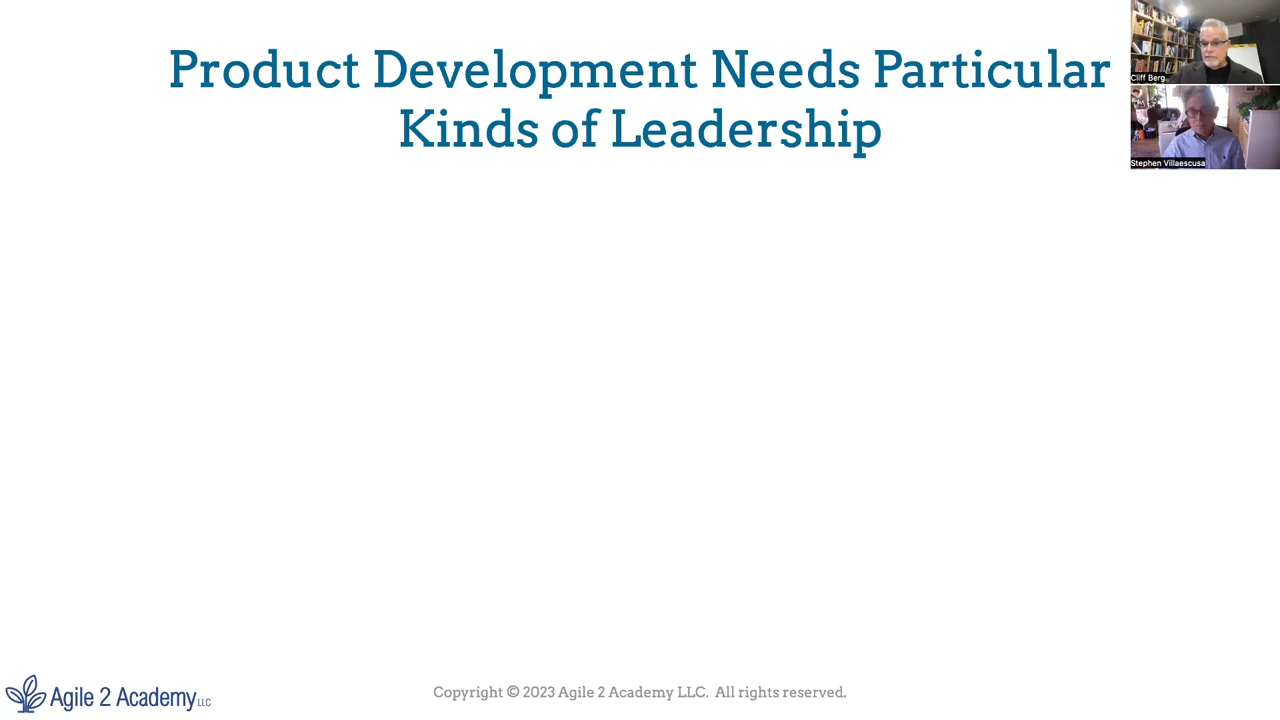 Product Development Needs Particular
Kinds of Leadership
Cliff Berg
Stephen Villaescusa
Agile 2 Academy LLC
Copyright © 2023 Agile 2 Academy LLC. All rights reserved.